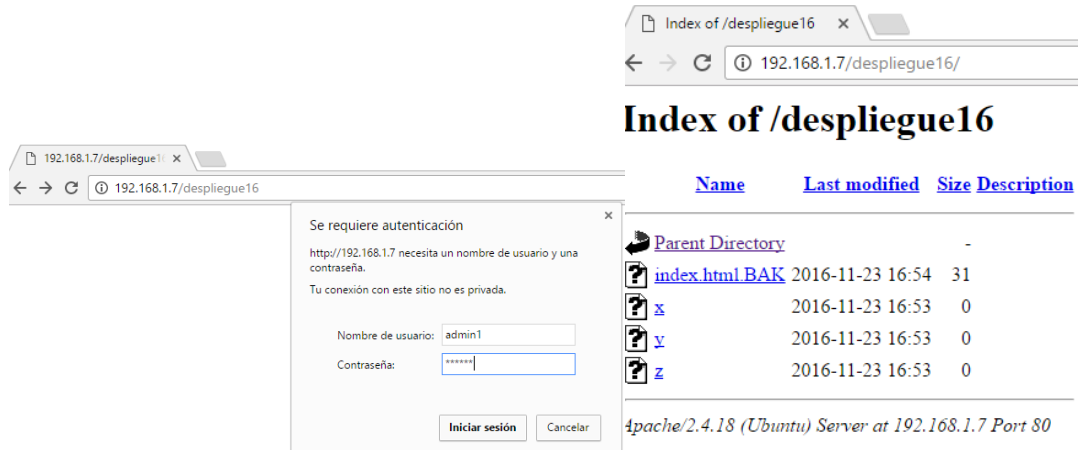 192.168.1.7/despliegue1
192.168.1.7/despliegue16
Se requiere autenticación
http://192.168.1.7 necesita un nombre de usuario y una
contraseña.
Tu conexión con este sitio no es privada.
Nombre de usuario: admin1
Contraseña: ******
Iniciar sesión Cancelar
Index of /despliegue16
192.168.1.7/despliegue16/
Index of /despliegue16
Name Last modified Size Description
Parent Directory -
index.html.BAK 2016-11-23 16:54 31
x 2016-11-23 16:53 0
y 2016-11-23 16:53 0
z 2016-11-23 16:53 0
Apache/2.4.18 (Ubuntu) Server at 192.168.1.7 Port 80